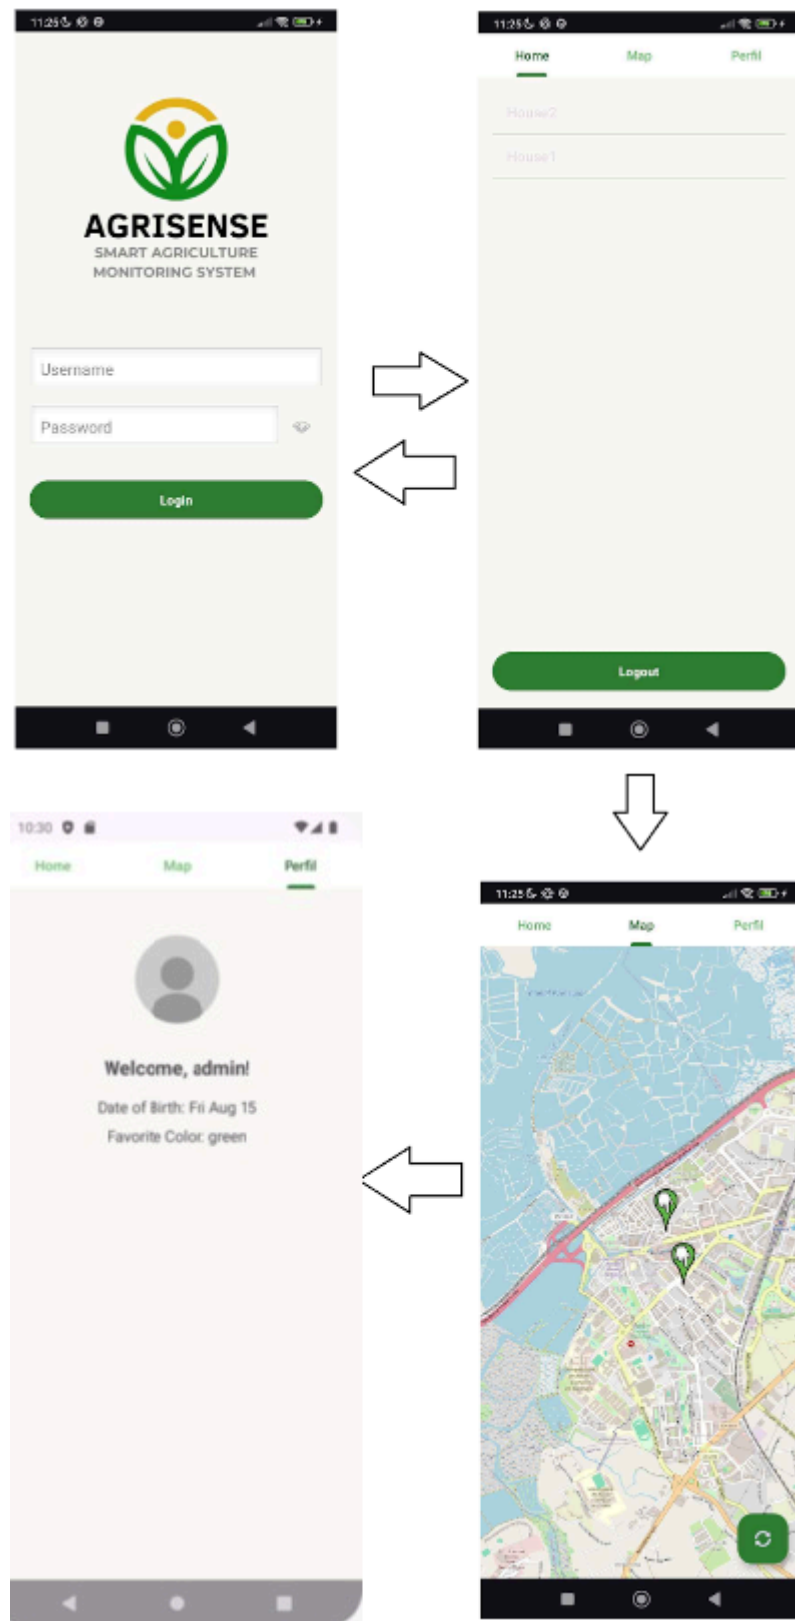 11:25
AGRISENSE
SMART AGRICULTURE
MONITORING SYSTEM
Username
Password
Login
11:25
Home Map Perfil
House2
House1
Logout
10:30
Home Map Perfil
Welcome, admin!
Date of Birth: Fri Aug 15
Favorite Color: green
11:25
Home Map Perfil